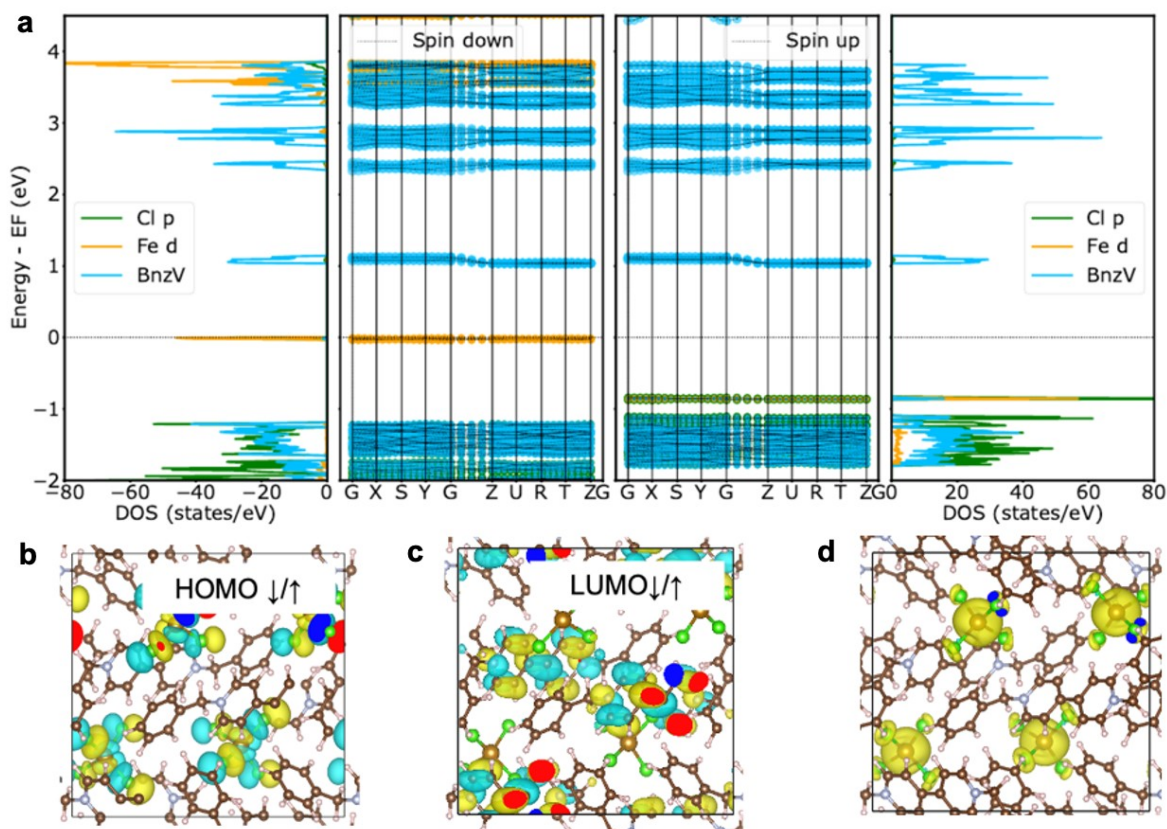 a
Energy - EF (eV)
4
3
2
1
0
−1
−2
Cl p
Fe d
BnzV
−80 −60 −40 −20 0
DOS (states/eV)
Spin down
G X S Y G Z U R T ZG
Spin up
G X S Y G Z U R T ZG
Cl p
Fe d
BnzV
0 20 40 60 80
DOS (states/eV)
b
HOMO ↓/↑
c
LUMO↓/↑
d